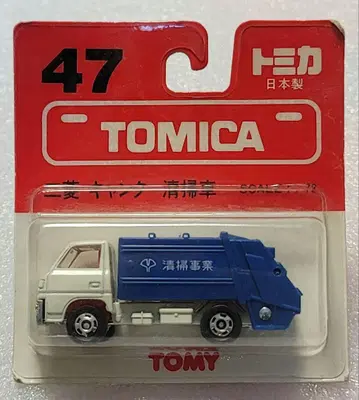 47
トミカ
日本製
TOMICA
三菱 キャンター 清掃車
清掃事業
TOMY